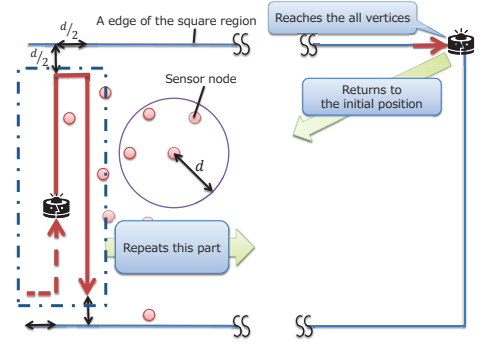 d/2
A edge of the square region
Reaches the all vertices
d/2
Sensor node
Returns to
the initial position
d
Repeats this part